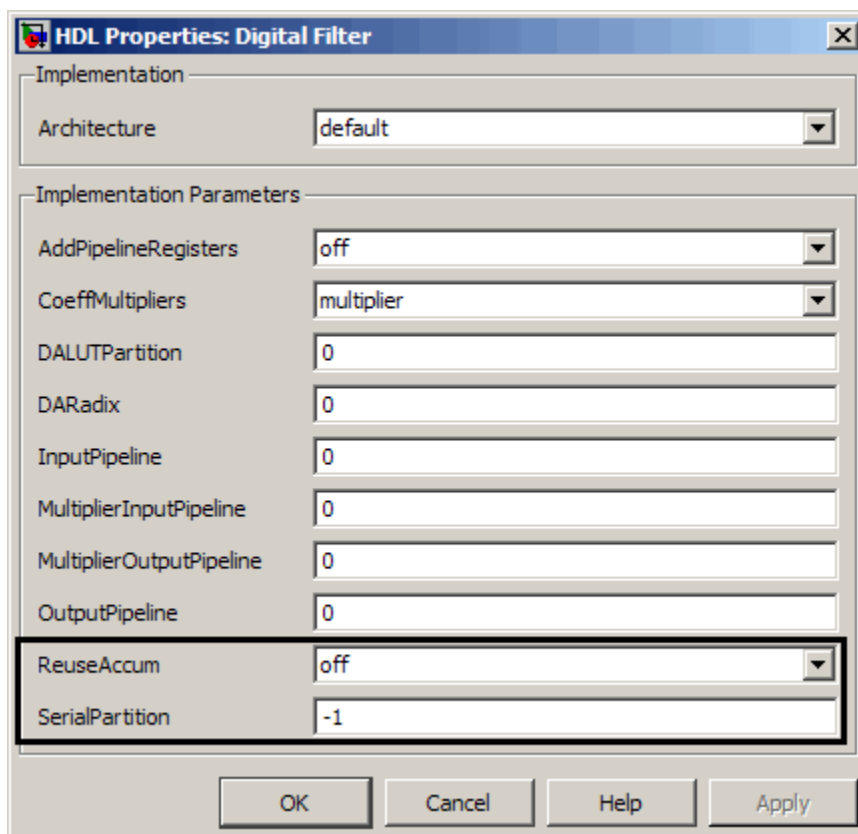 HDL Properties: Digital Filter
Implementation
Architecture default
Implementation Parameters
AddPipelineRegisters off
CoeffMultipliers multiplier
DALUTPartition 0
DARadix 0
InputPipeline 0
MultiplierInputPipeline 0
MultiplierOutputPipeline 0
OutputPipeline 0
ReuseAccum off
SerialPartition -1
OK Cancel Help Apply